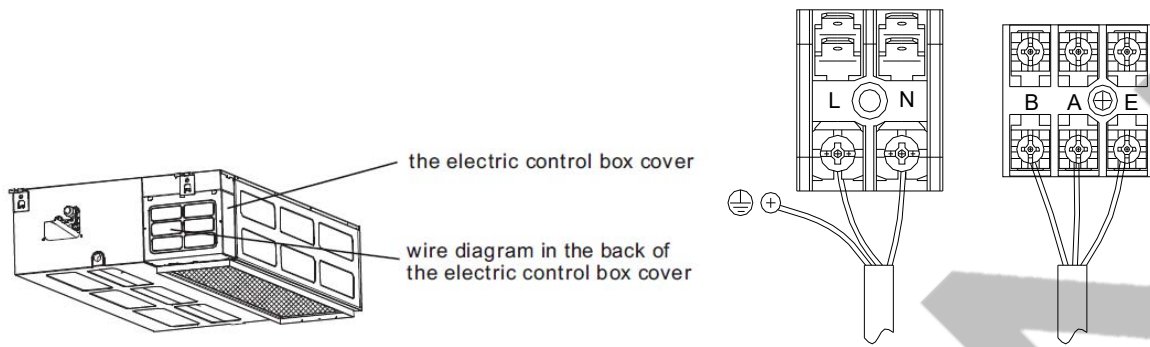 the electric control box cover
wire diagram in the back of
the electric control box cover
L N
B A E